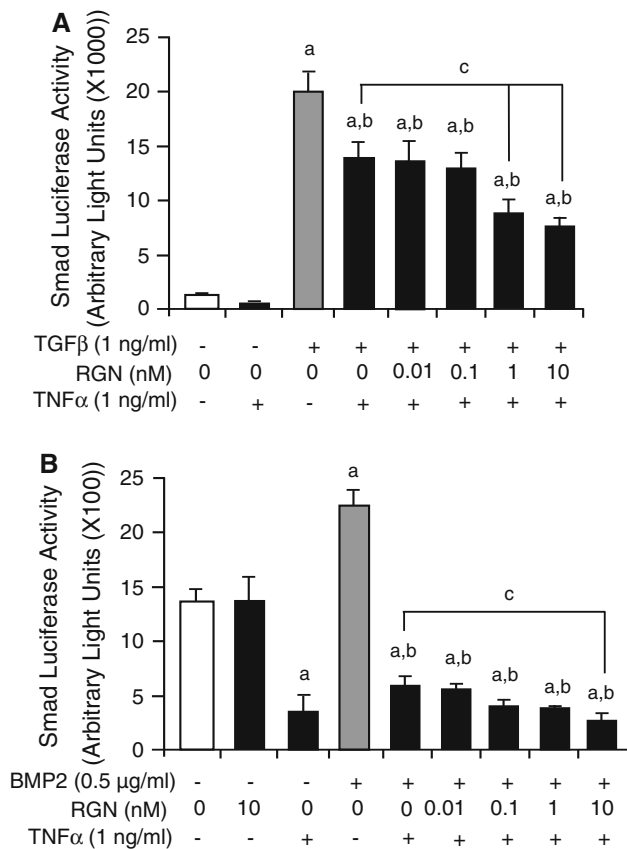 A
Smad Luciferase Activity
(Arbitrary Light Units (X1000))
25
20
15
10
5
0
a
c
a,b a,b a,b a,b a,b
TGFβ (1 ng/ml) - - + + + + + +
RGN (nM) 0 0 0 0 0.01 0.1 1 10
TNFα (1 ng/ml) - + - + + + + +
B
Smad Luciferase Activity
(Arbitrary Light Units (X100))
25
20
15
10
5
0
a
a
c
a,b a,b a,b a,b a,b
BMP2 (0.5 μg/ml) - - - + + + + + +
RGN (nM) 0 10 0 0 0 0.01 0.1 1 10
TNFα (1 ng/ml) - - + - + + + + +